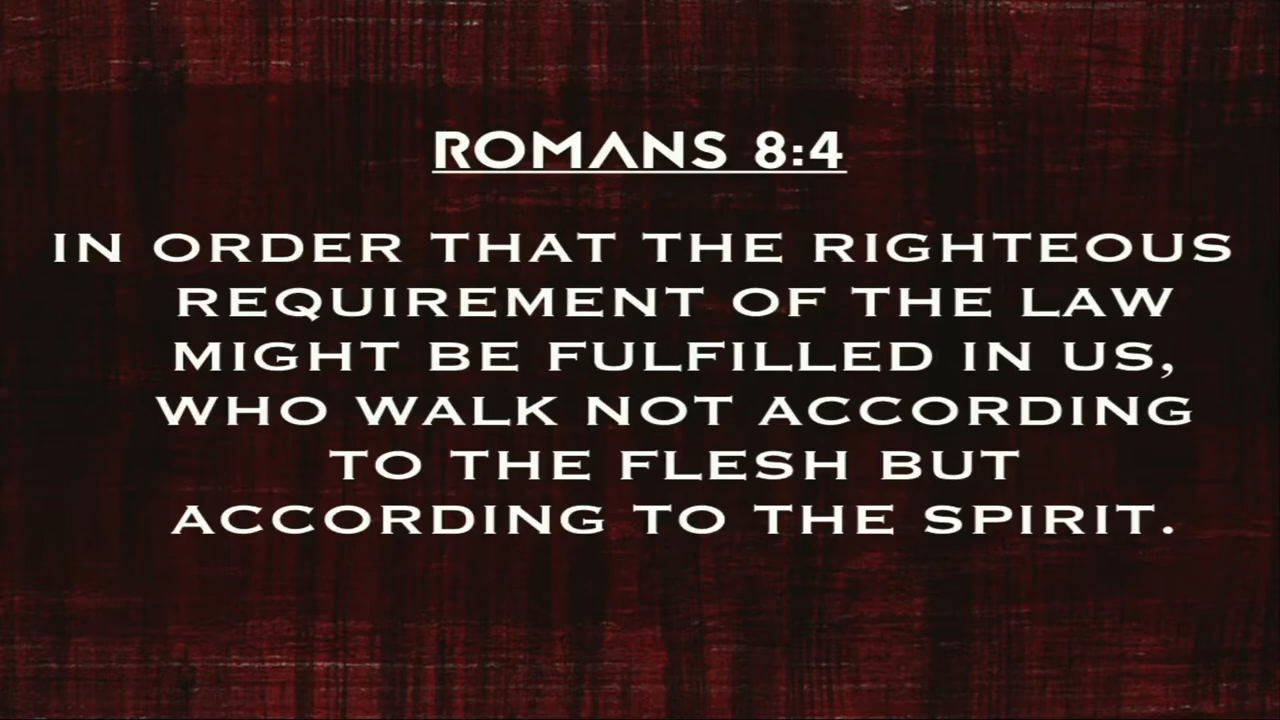 ROMANS 8:4
IN ORDER THAT THE RIGHTEOUS
REQUIREMENT OF THE LAW
MIGHT BE FULFILLED IN US,
WHO WALK NOT ACCORDING
TO THE FLESH BUT
ACCORDING TO THE SPIRIT.